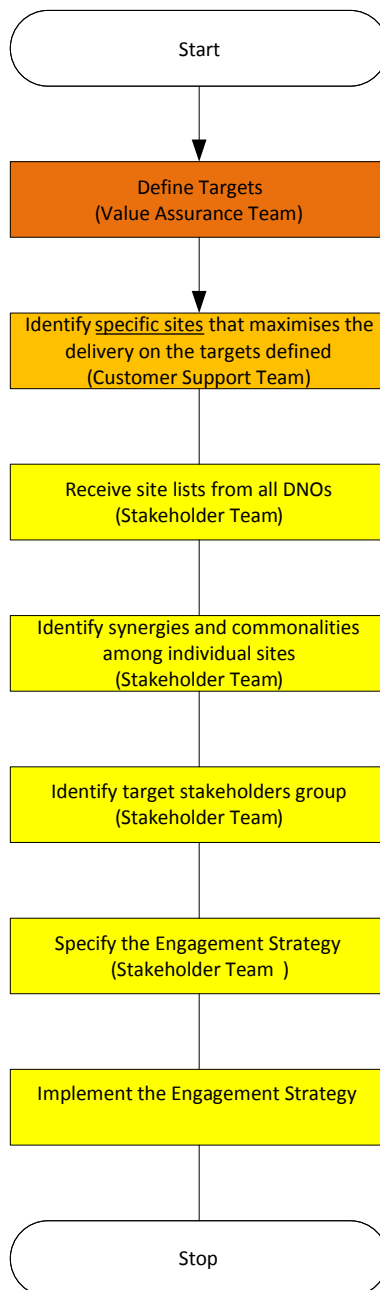 Start
Define Targets
(Value Assurance Team)
Identify specific sites that maximises the
delivery on the targets defined
(Customer Support Team)
Receive site lists from all DNOs
(Stakeholder Team)
Identify synergies and commonalities
among individual sites
(Stakeholder Team)
Identify target stakeholders group
(Stakeholder Team)
Specify the Engagement Strategy
(Stakeholder Team  )
Implement the Engagement Strategy
Stop